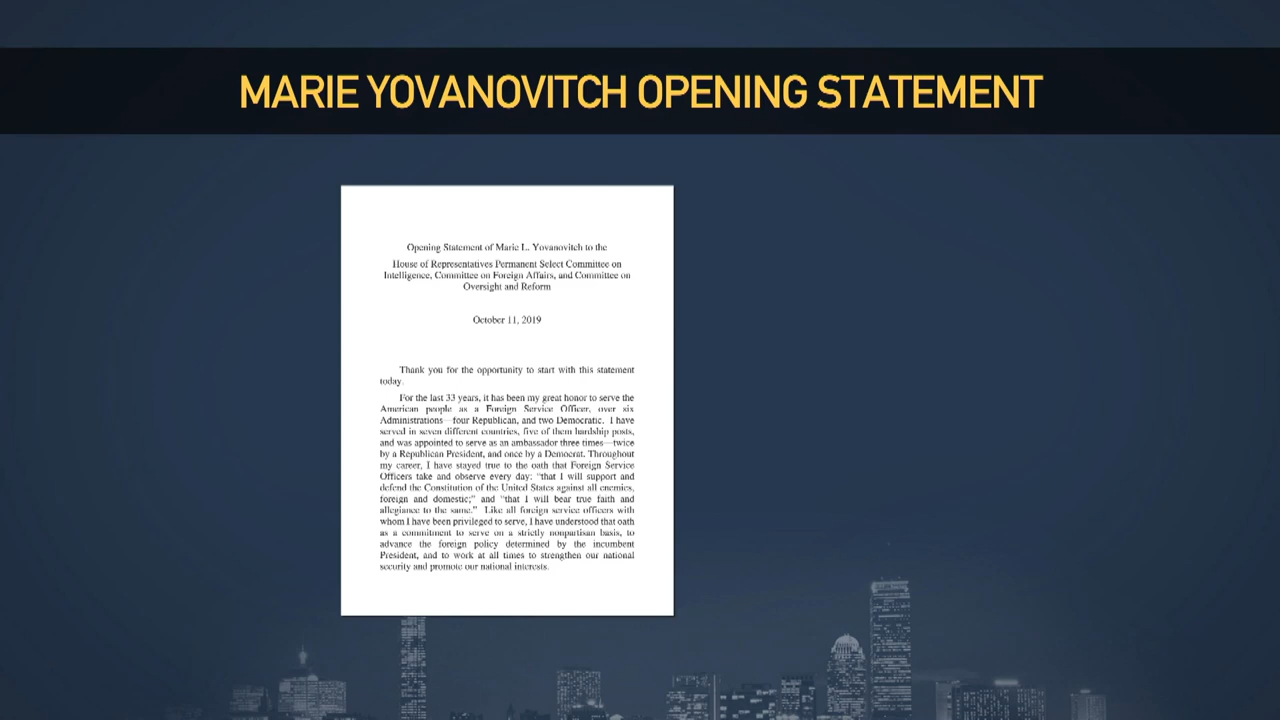 MARIE YOVANOVITCH OPENING STATEMENT
Opening Statement of Marie L. Yovanovitch to the
House of Representatives Permanent Select Committee on
Intelligence, Committee on Foreign Affairs, and Committee on
Oversight and Reform
October 11, 2019
Thank you for the opportunity to start with this statement
today.
For the last 33 years, it has been my great honor to serve the
American people as a Foreign Service Officer, over six
Administrations—four Republican, and two Democratic. I have
served in seven different countries, five of them hardship posts,
and was appointed to serve as an ambassador three times—twice
by a Republican President, and once by a Democrat. Throughout
my career, I have stayed true to the oath that Foreign Service
Officers take and observe every day: "that I will support and
defend the Constitution of the United States against all enemies,
foreign and domestic;" and "that I will bear true faith and
allegiance to the same." Like all foreign service officers with
whom I have been privileged to serve, I have understood that oath
as a commitment to serve on a strictly nonpartisan basis, to
advance the foreign policy determined by the incumbent
President, and to work at all times to strengthen our national
security and promote our national interests.